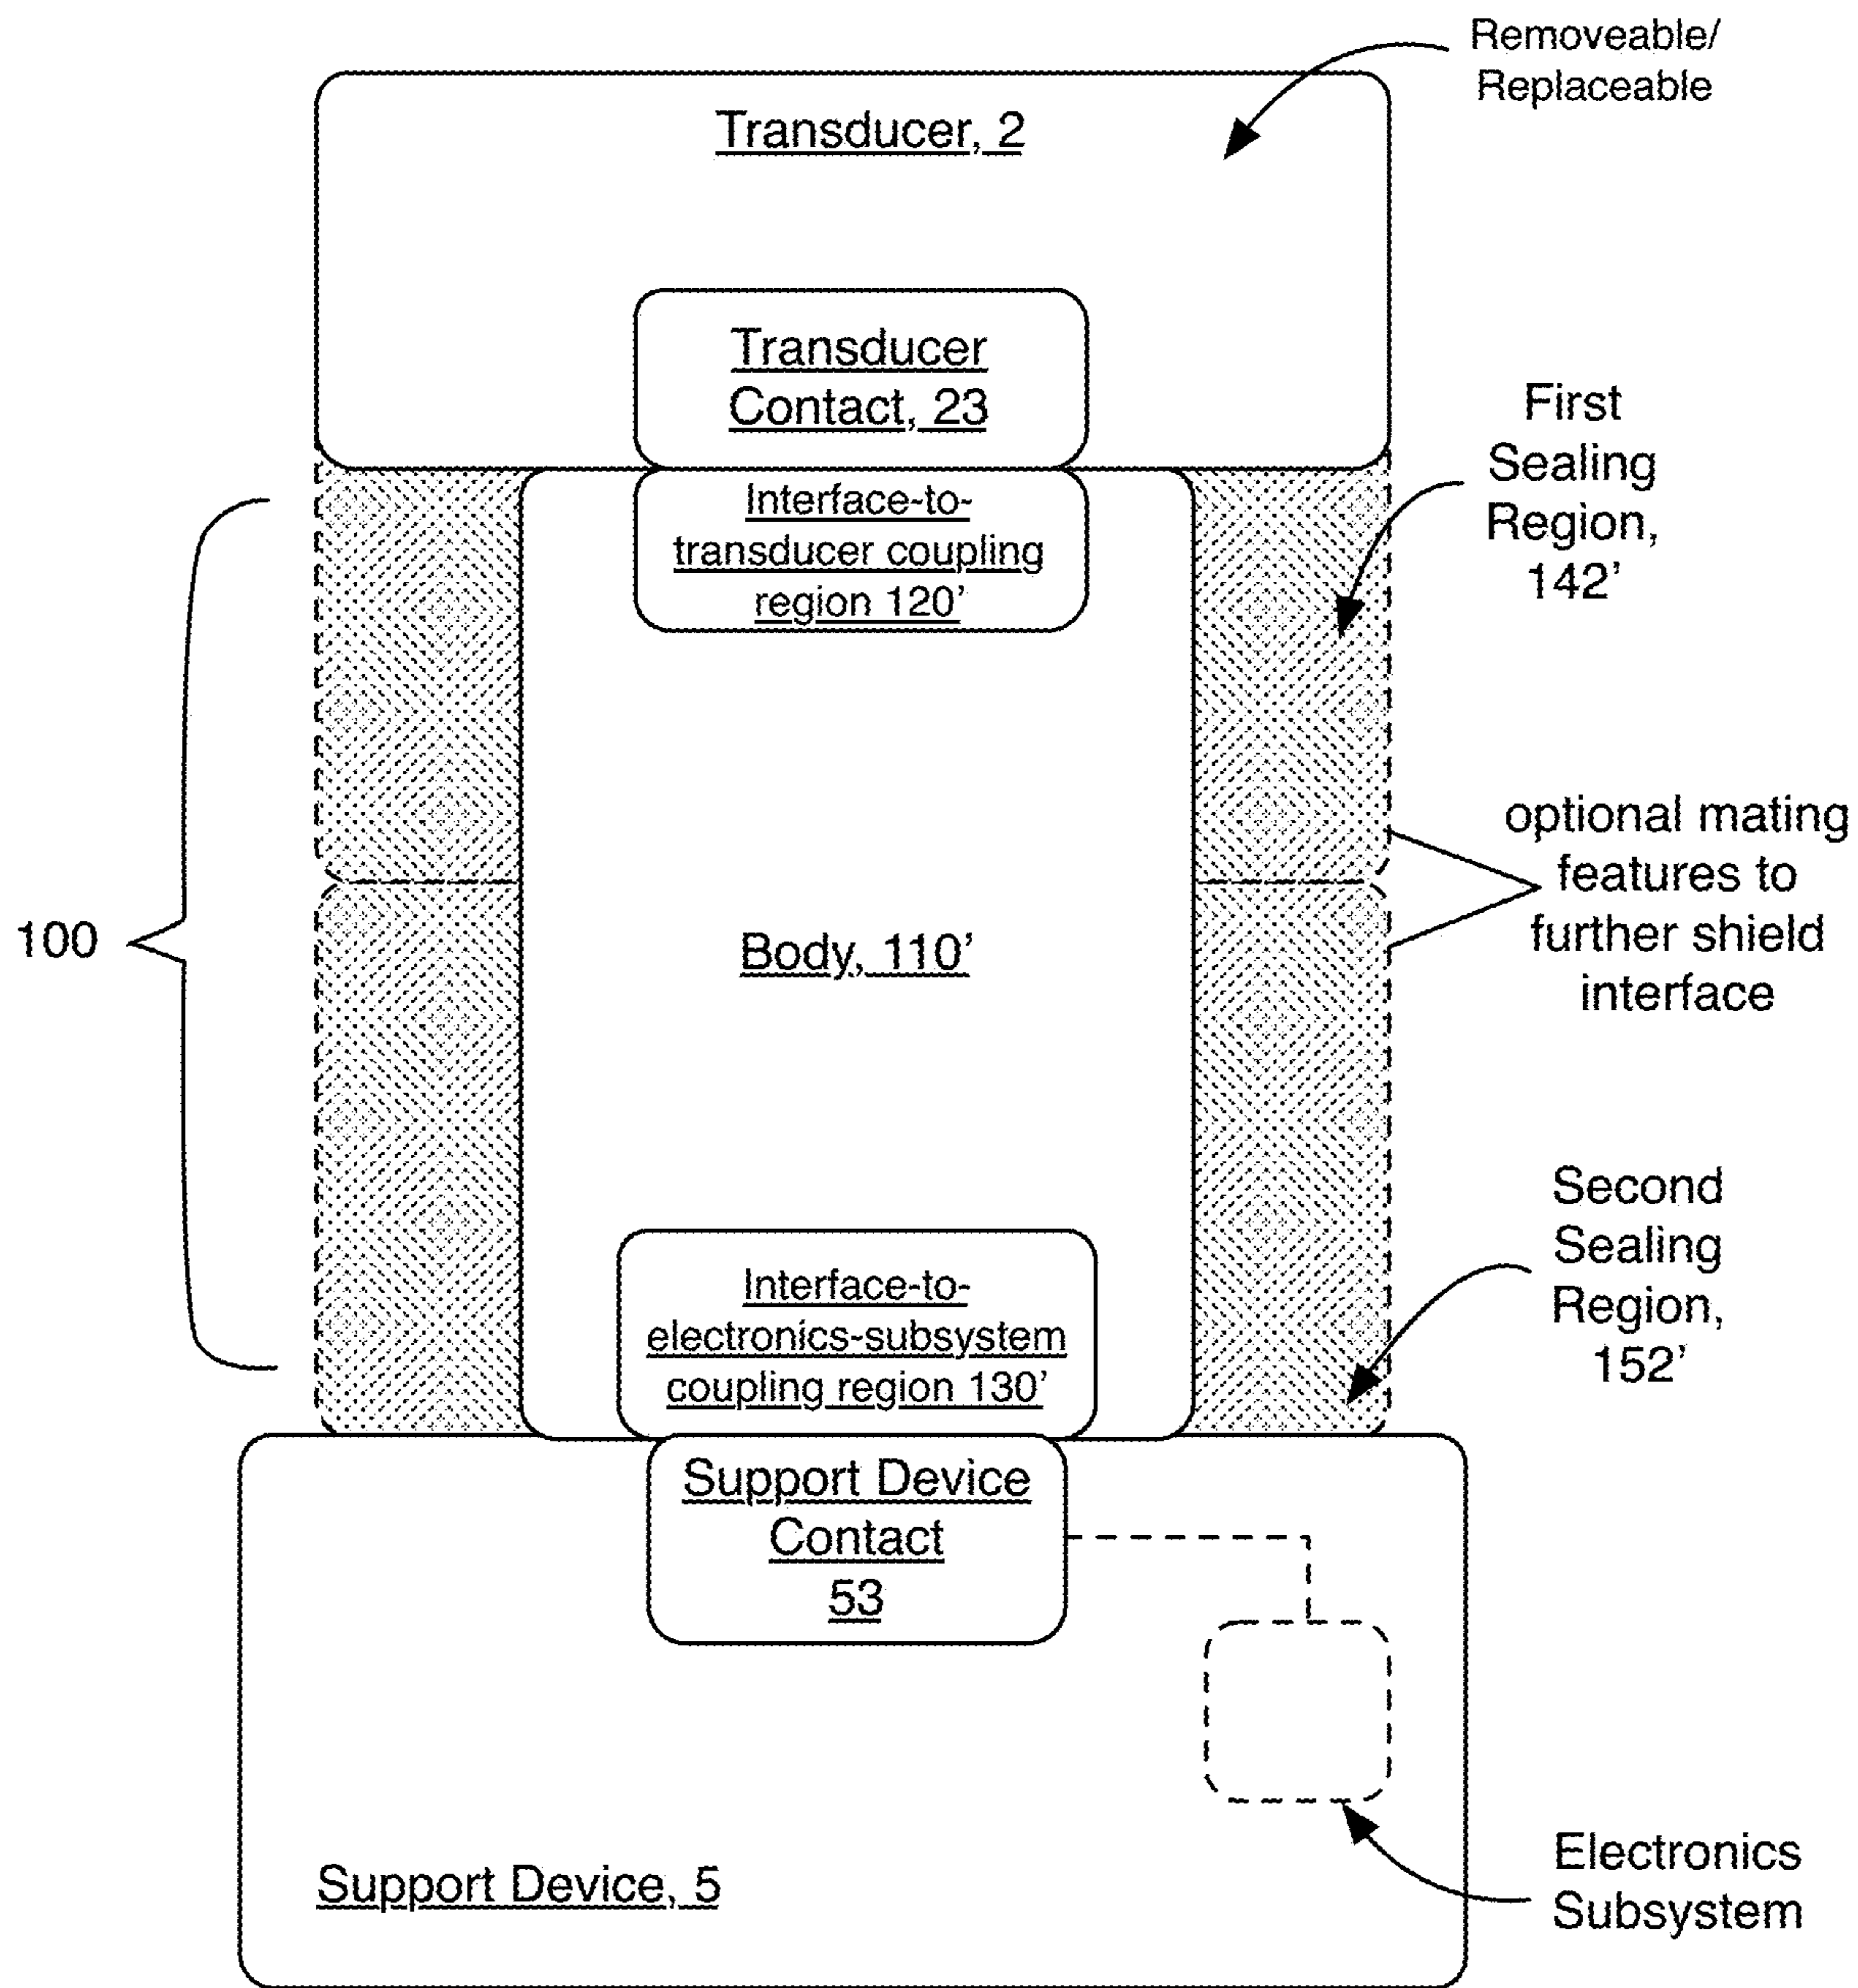 Removeable/
Replaceable
Transducer, 2
Transducer
Contact, 23
First
Sealing
Region,
142'
Interface-to-
transducer coupling
region 120'
optional mating
features to
further shield
interface
100
Body, 110'
Second
Sealing
Region,
152'
Interface-to-
electronics-subsystem
coupling region 130'
Support Device
Contact
53
Electronics
Subsystem
Support Device, 5